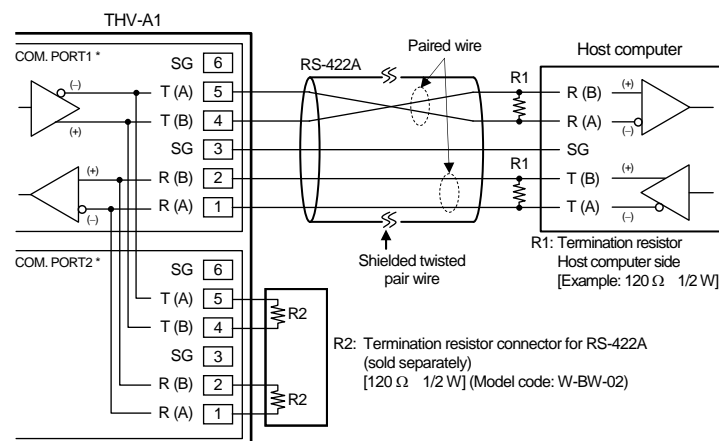 THV-A1
COM. PORT1 *
SG 6
(–) T (A) 5
T (B) 4
(+)
SG 3
(+) R (B) 2
(–) R (A) 1
COM. PORT2 *
SG 6
T (A) 5
T (B) 4
SG 3
R (B) 2
R (A) 1
R2
R2
RS-422A
Paired wire
R1
R1
Shielded twisted
pair wire
Host computer
R (B) (+)
R (A) (–)
SG
T (B) (+)
T (A) (–)
R1: Termination resistor
Host computer side
[Example: 120 Ω 1/2 W]
R2: Termination resistor connector for RS-422A
(sold separately)
[120 Ω 1/2 W] (Model code: W-BW-02)